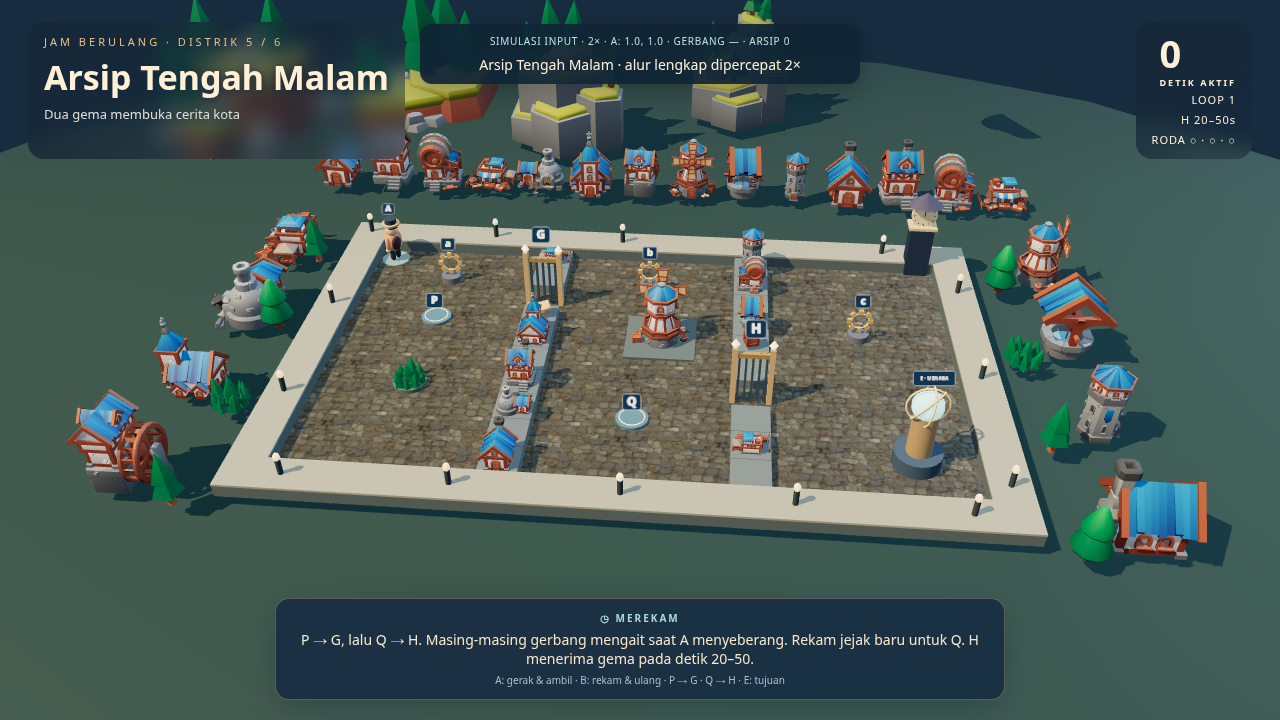 JAM BERULANG · DISTRIK 5 / 6
Arsip Tengah Malam
Dua gema membuka cerita kota
SIMULASI INPUT · 2× · A: 1.0, 1.0 · GERBANG — · ARSIP 0
Arsip Tengah Malam · alur lengkap dipercepat 2×
0
DETIK AKTIF
LOOP 1
H 20–50s
RODA ○ · ○ · ○
A
a
G
b
P
c
H
E · MENARA
Q
◷ MEREKAM
P → G, lalu Q → H. Masing-masing gerbang mengait saat A menyeberang. Rekam jejak baru untuk Q. H
menerima gema pada detik 20–50.
A: gerak & ambil · B: rekam & ulang · P → G · Q → H · E: tujuan